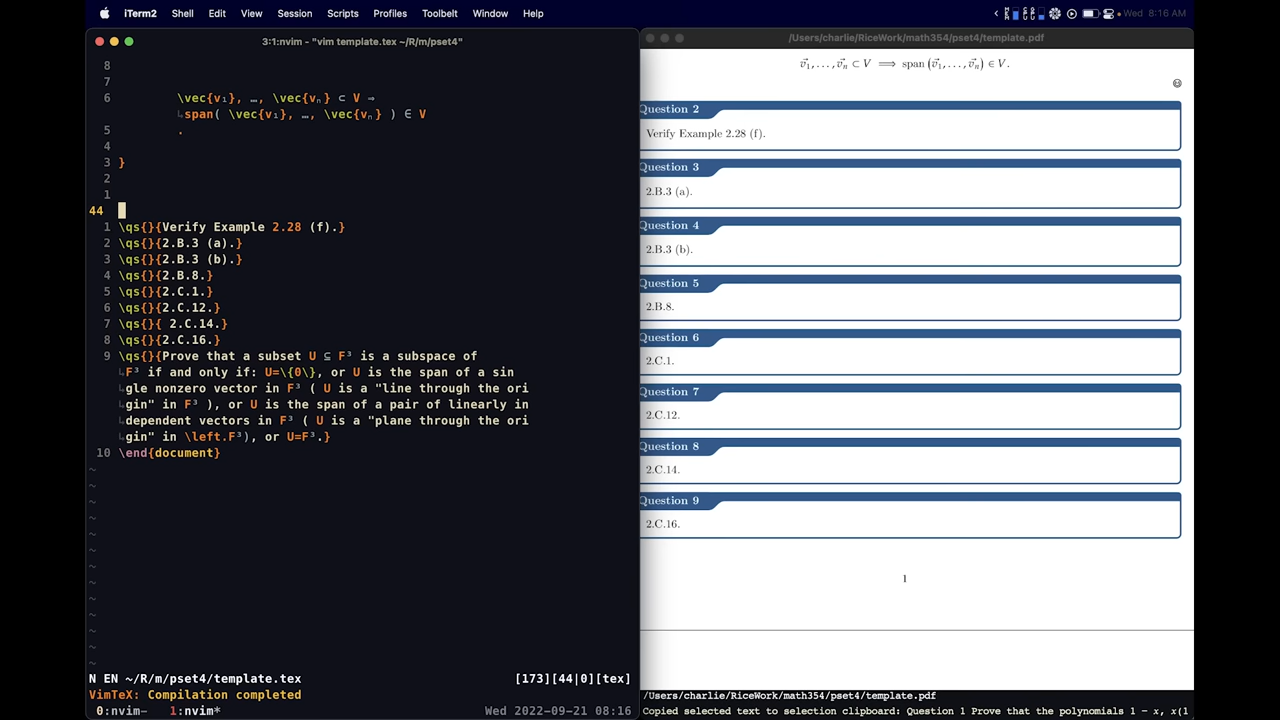 iTerm2 Shell Edit View Session Scripts Profiles Toolbelt Window Help Wed 8:16 AM
3:1:nvim - "vim template.tex ~/R/m/pset4"
8
7
6 \vec{v₁}, …, \vec{vₙ} ⊂ V ⇒
↳span( \vec{v₁}, …, \vec{vₙ} ) ∈ V
5 .
4
3 }
2
1
44
1 \qs{}{Verify Example 2.28 (f).}
2 \qs{}{2.B.3 (a).}
3 \qs{}{2.B.3 (b).}
4 \qs{}{2.B.8.}
5 \qs{}{2.C.1.}
6 \qs{}{2.C.12.}
7 \qs{}{ 2.C.14.}
8 \qs{}{2.C.16.}
9 \qs{}{Prove that a subset U ⊆ F³ is a subspace of
↳F³ if and only if: U=\{0\}, or U is the span of a sin
↳gle nonzero vector in F³ ( U is a "line through the ori
↳gin" in F³ ), or U is the span of a pair of linearly in
↳dependent vectors in F³ ( U is a "plane through the ori
↳gin" in \left.F³), or U=F³.}
10 \end{document}
~
~
~
~
~
~
~
~
~
~
~
~
~
N EN ~/R/m/pset4/template.tex [173][44|0][tex]
VimTeX: Compilation completed
0:nvim- 1:nvim* Wed 2022-09-21 08:16
/Users/charlie/RiceWork/math354/pset4/template.pdf
v⃗₁, . . . , v⃗ₙ ⊂ V ⟹ span (v⃗₁, . . . , v⃗ₙ) ∈ V.
Question 2
Verify Example 2.28 (f).
Question 3
2.B.3 (a).
Question 4
2.B.3 (b).
Question 5
2.B.8.
Question 6
2.C.1.
Question 7
2.C.12.
Question 8
2.C.14.
Question 9
2.C.16.
1
/Users/charlie/RiceWork/math354/pset4/template.pdf
Copied selected text to selection clipboard: Question 1 Prove that the polynomials 1 − x, x(1